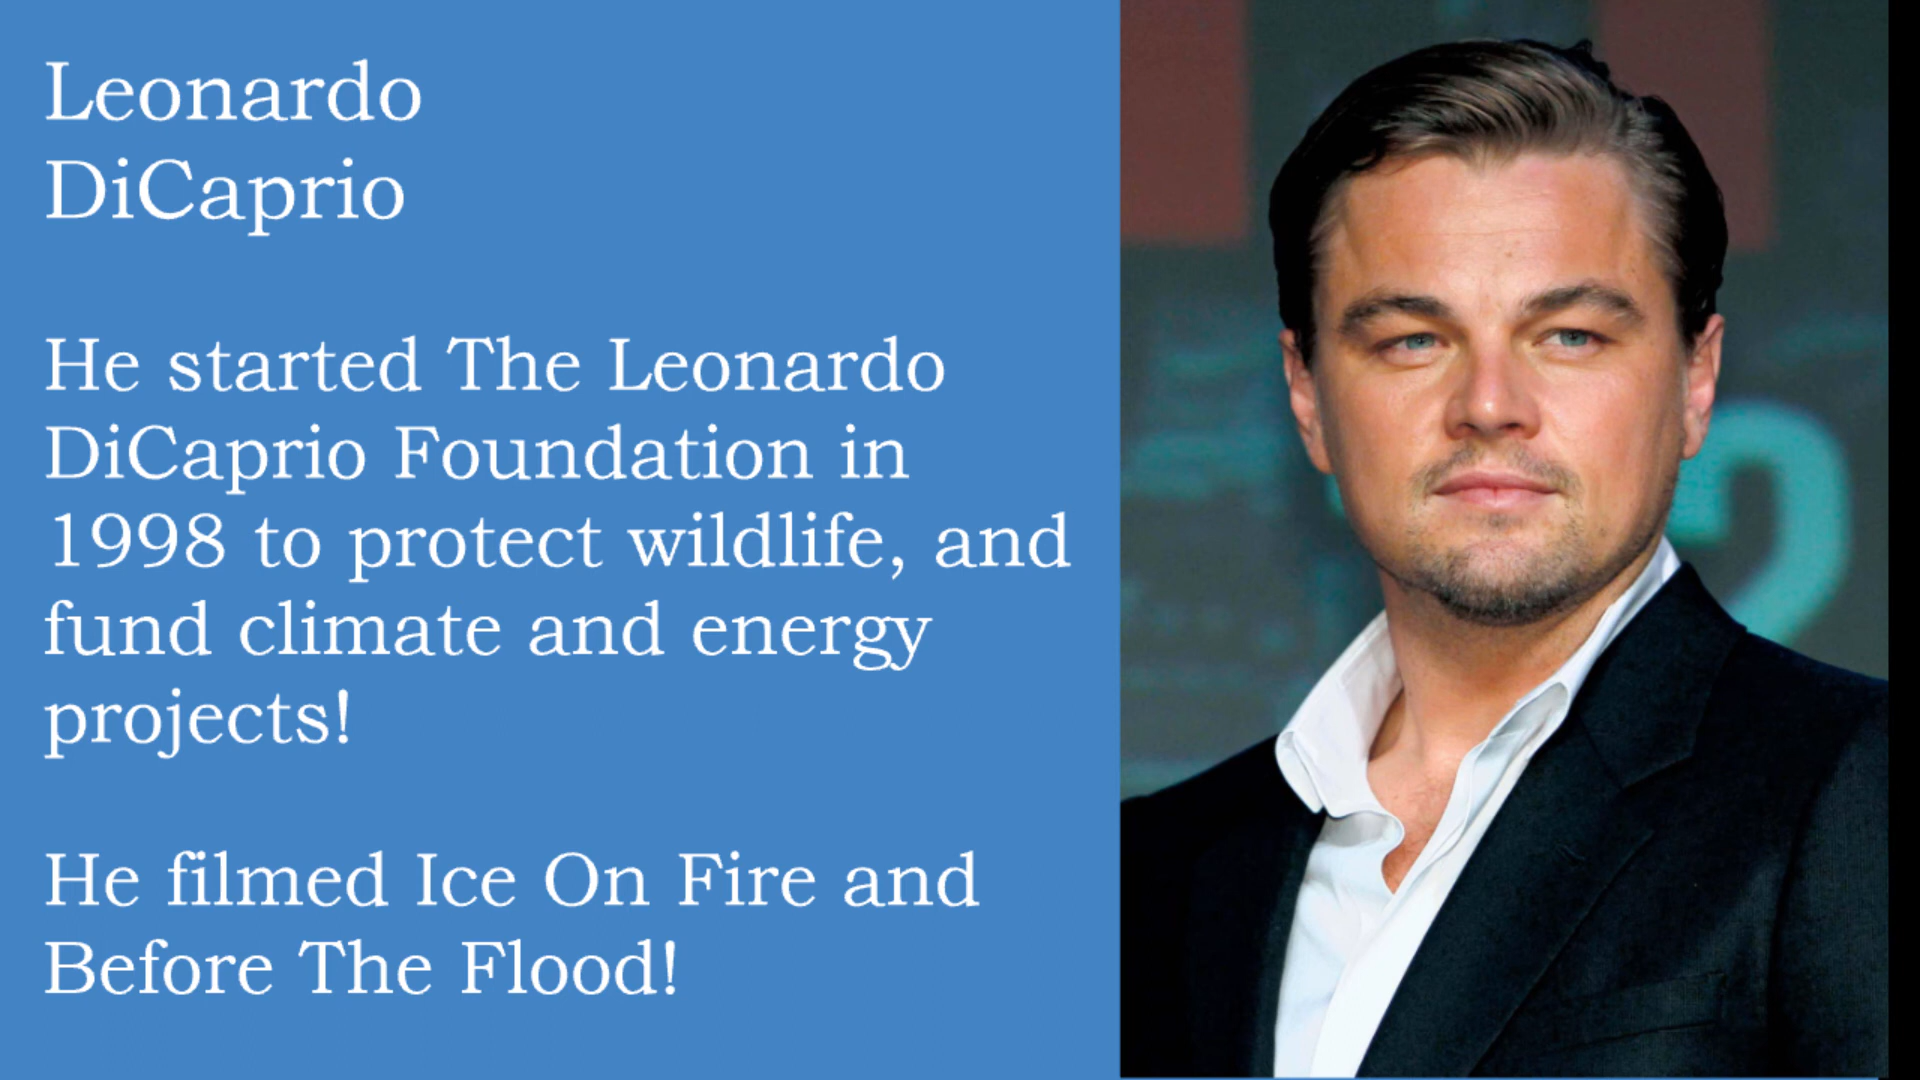 Leonardo
DiCaprio
He started The Leonardo
DiCaprio Foundation in
1998 to protect wildlife, and
fund climate and energy
projects!
He filmed Ice On Fire and
Before The Flood!
2